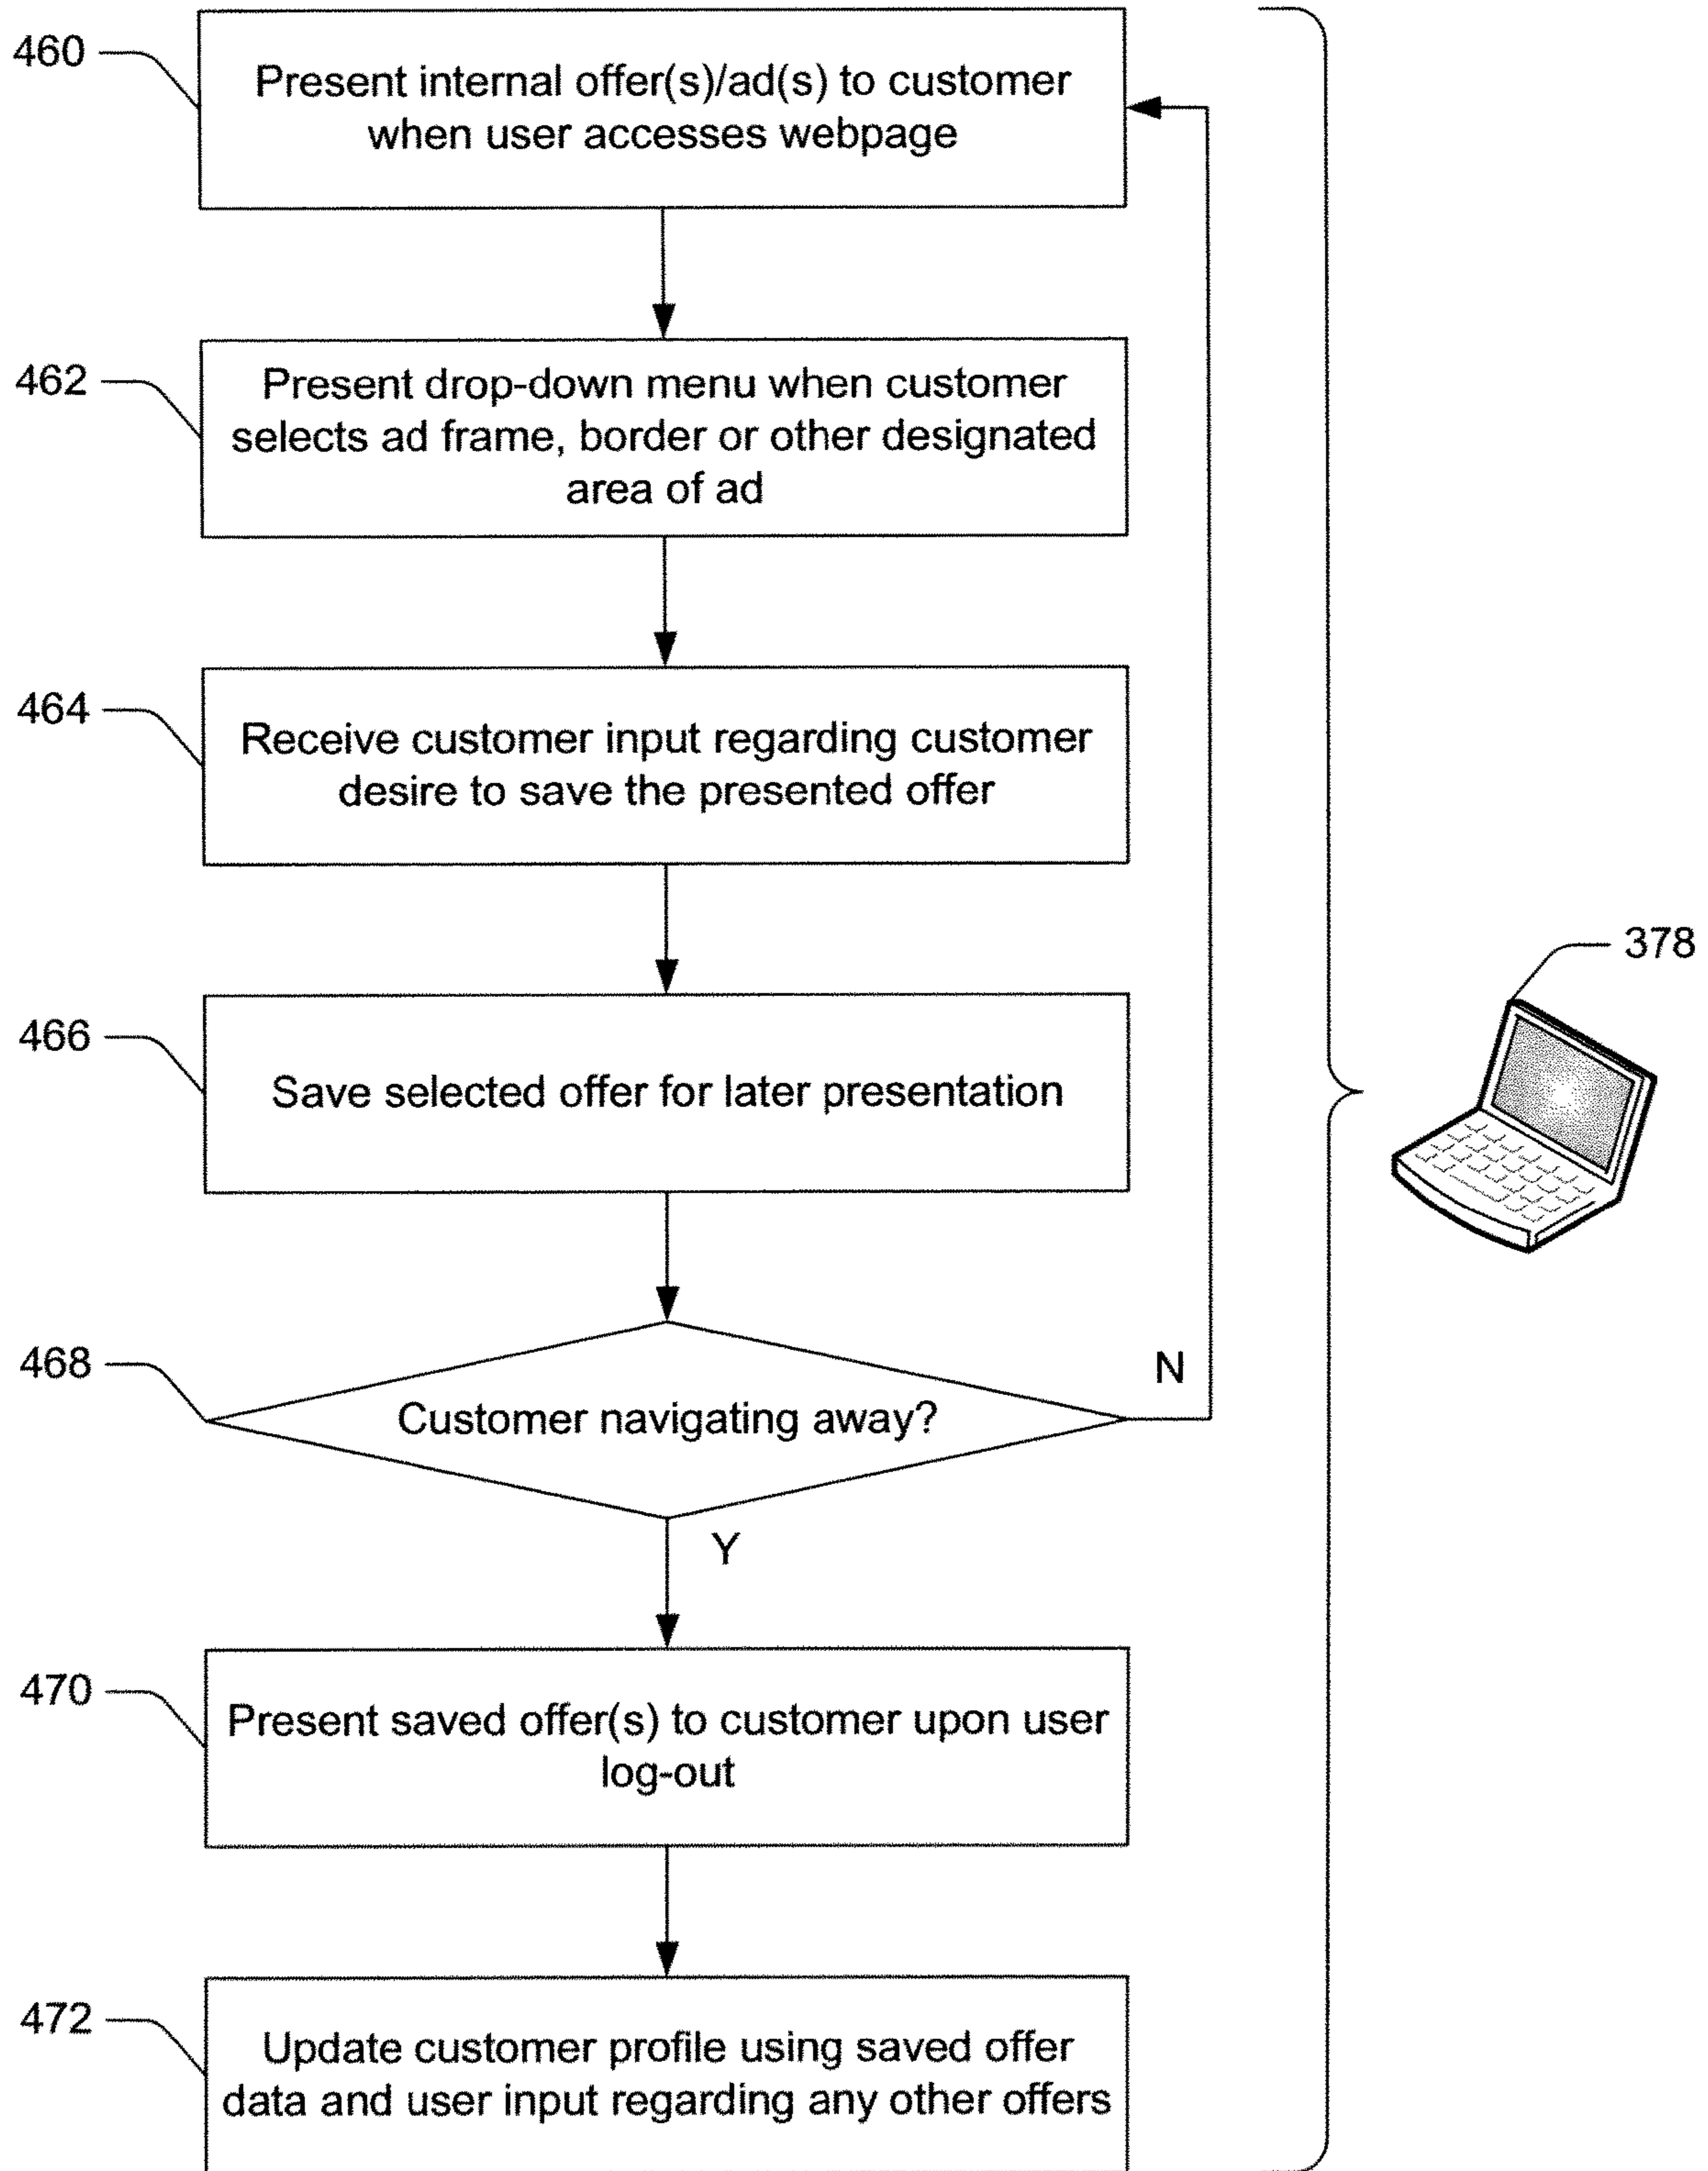 460
Present internal offer(s)/ad(s) to customer
when user accesses webpage
462
Present drop-down menu when customer
selects ad frame, border or other designated
area of ad
464
Receive customer input regarding customer
desire to save the presented offer
378
466
Save selected offer for later presentation
468
Customer navigating away?
N
Y
470
Present saved offer(s) to customer upon user
log-out
472
Update customer profile using saved offer
data and user input regarding any other offers